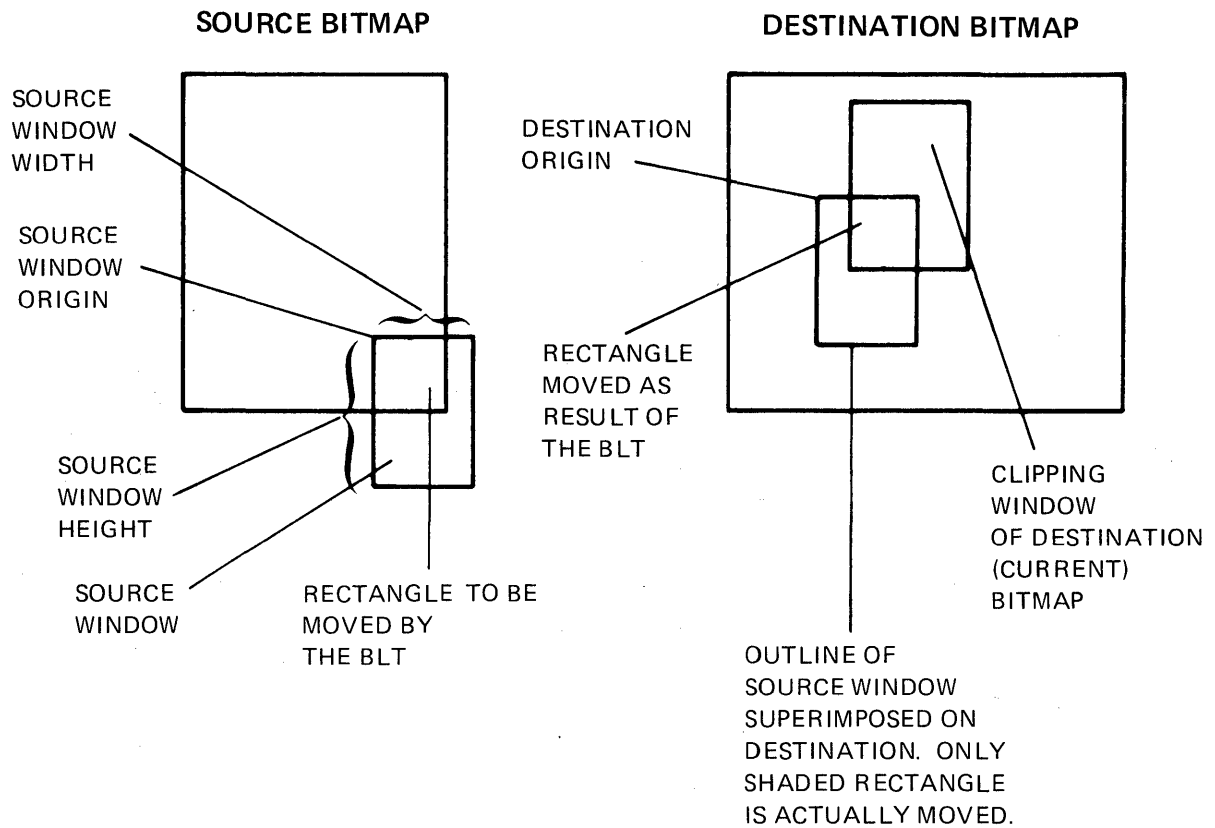 SOURCE BITMAP
DESTINATION BITMAP
SOURCE
WINDOW
WIDTH
SOURCE
WINDOW
ORIGIN
SOURCE
WINDOW
HEIGHT
SOURCE
WINDOW
RECTANGLE TO BE
MOVED BY
THE BLT
DESTINATION
ORIGIN
RECTANGLE
MOVED AS
RESULT OF
THE BLT
CLIPPING
WINDOW
OF DESTINATION
(CURRENT)
BITMAP
OUTLINE OF
SOURCE WINDOW
SUPERIMPOSED ON
DESTINATION. ONLY
SHADED RECTANGLE
IS ACTUALLY MOVED.